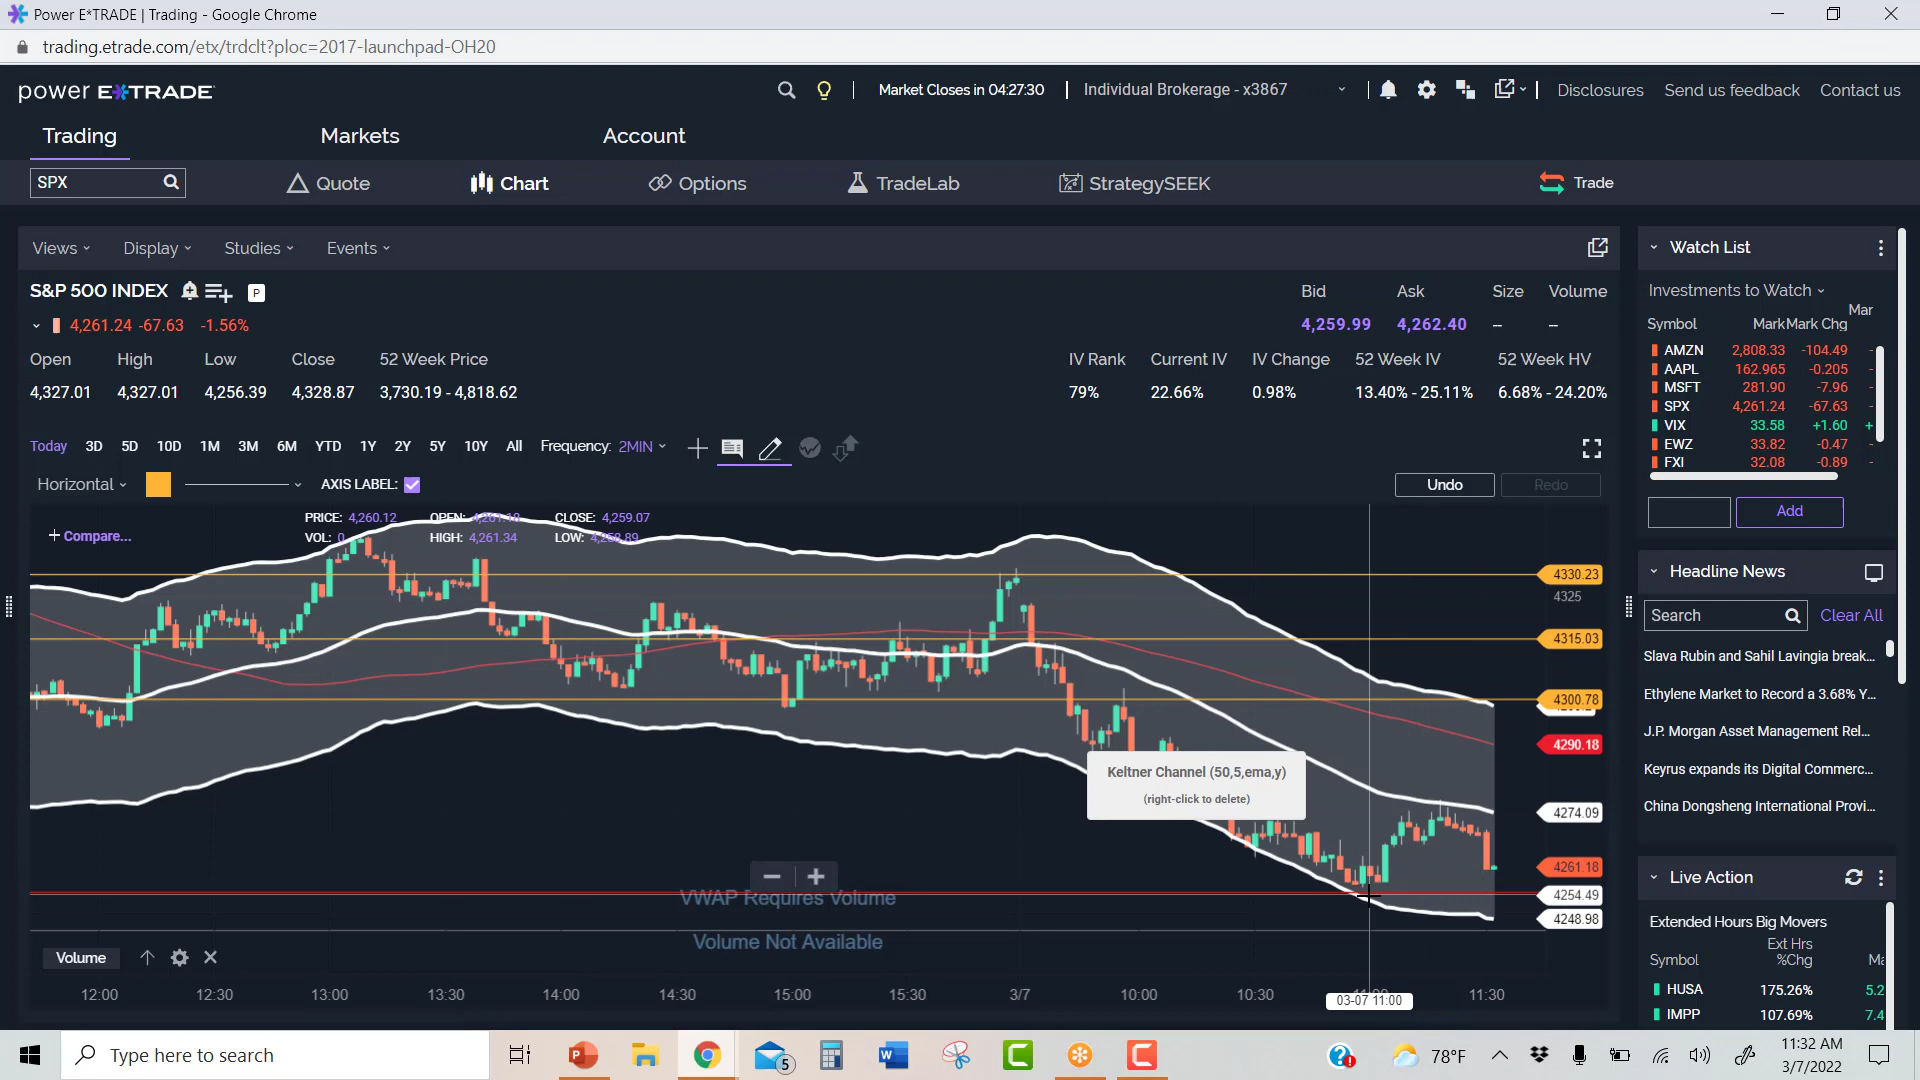 Power E*TRADE | Trading - Google Chrome
trading.etrade.com/etx/trdclt?ploc=2017-launchpad-OH20
power E*TRADE
Market Closes in 04:27:30
Individual Brokerage - x3867
Disclosures Send us feedback Contact us
Trading Markets Account
SPX Quote Chart Options TradeLab StrategySEEK Trade
Views Display Studies Events
S&P 500 INDEX P
4,261.24 -67.63 -1.56%
Bid Ask Size Volume
4,259.99 4,262.40 -- --
Open High Low Close 52 Week Price
4,327.01 4,327.01 4,256.39 4,328.87 3,730.19 - 4,818.62
IV Rank Current IV IV Change 52 Week IV 52 Week HV
79% 22.66% 0.98% 13.40% - 25.11% 6.68% - 24.20%
Today 3D 5D 10D 1M 3M 6M YTD 1Y 2Y 5Y 10Y All Frequency: 2MIN
Horizontal AXIS LABEL: Undo Redo
PRICE: 4,260.12 OPEN: CLOSE: 4,259.07
+ Compare...
VOL: 0 HIGH: 4,261.34 LOW:
4330.23
4325
4315.03
4300.78
4290.18
Keltner Channel (50,5,ema,y)
(right-click to delete)
4274.09
4261.18
4254.49
4248.98
VWAP Requires Volume
Volume Not Available
Volume
12:00 12:30 13:00 13:30 14:00 14:30 15:00 15:30 3/7 10:00 10:30 11:30
03-07 11:00
Watch List
Investments to Watch
Mar
Symbol Mark Mark Chg
AMZN 2,808.33 -104.49 -
AAPL 162.965 -0.205 -
MSFT 281.90 -7.96 -
SPX 4,261.24 -67.63 -
VIX 33.58 +1.60 +
EWZ 33.82 -0.47 -
FXI 32.08 -0.89 -
Add
Headline News
Search Clear All
Slava Rubin and Sahil Lavingia break...
Ethylene Market to Record a 3.68% Y...
J.P. Morgan Asset Management Rel...
Keyrus expands its Digital Commerc...
China Dongsheng International Provi...
Live Action
Extended Hours Big Movers
Ext Hrs
Symbol %Chg
HUSA 175.26% 5.2
IMPP 107.69% 7.4
Type here to search
5
78°F
11:32 AM
3/7/2022